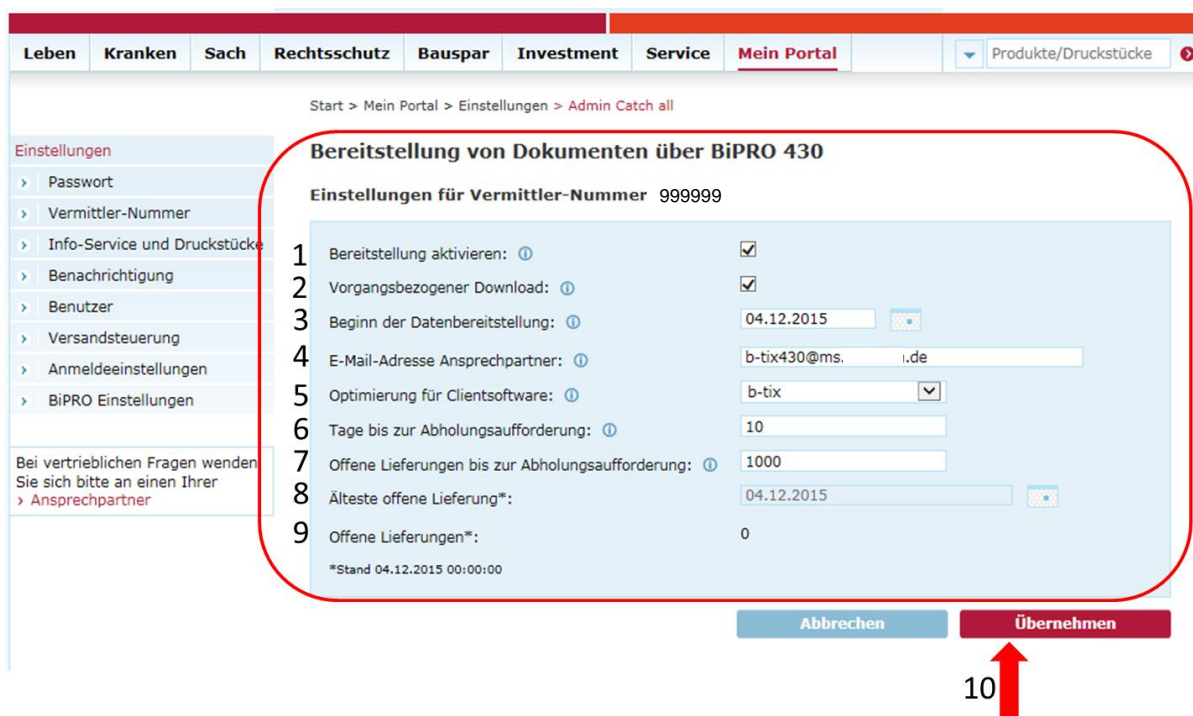 Leben Kranken Sach Rechtsschutz Bauspar Investment Service Mein Portal Produkte/Druckstücke
Start > Mein Portal > Einstellungen > Admin Catch all
Einstellungen
> Passwort
> Vermittler-Nummer
> Info-Service und Druckstücke
> Benachrichtigung
> Benutzer
> Versandsteuerung
> Anmeldeeinstellungen
> BiPRO Einstellungen
Bei vertrieblichen Fragen wenden
Sie sich bitte an einen Ihrer
> Ansprechpartner
Bereitstellung von Dokumenten über BiPRO 430
Einstellungen für Vermittler-Nummer 999999
1 Bereitstellung aktivieren:
2 Vorgangsbezogener Download:
3 Beginn der Datenbereitstellung: 04.12.2015
4 E-Mail-Adresse Ansprechpartner: b-tix430@ms. .de
5 Optimierung für Clientsoftware: b-tix
6 Tage bis zur Abholungsaufforderung: 10
7 Offene Lieferungen bis zur Abholungsaufforderung: 1000
8 Älteste offene Lieferung*: 04.12.2015
9 Offene Lieferungen*: 0
*Stand 04.12.2015 00:00:00
Abbrechen Übernehmen
10